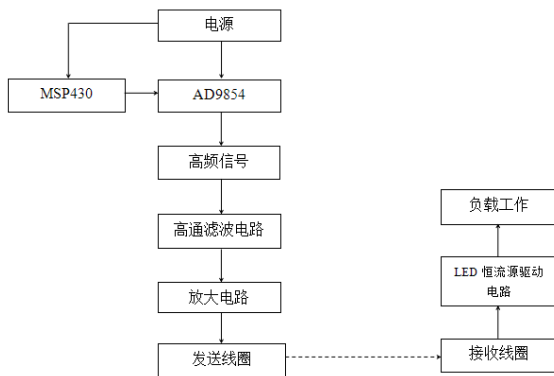 电源
MSP430
AD9854
高频信号
高通滤波电路
放大电路
发送线圈
负载工作
LED 恒流源驱动
电路
接收线圈